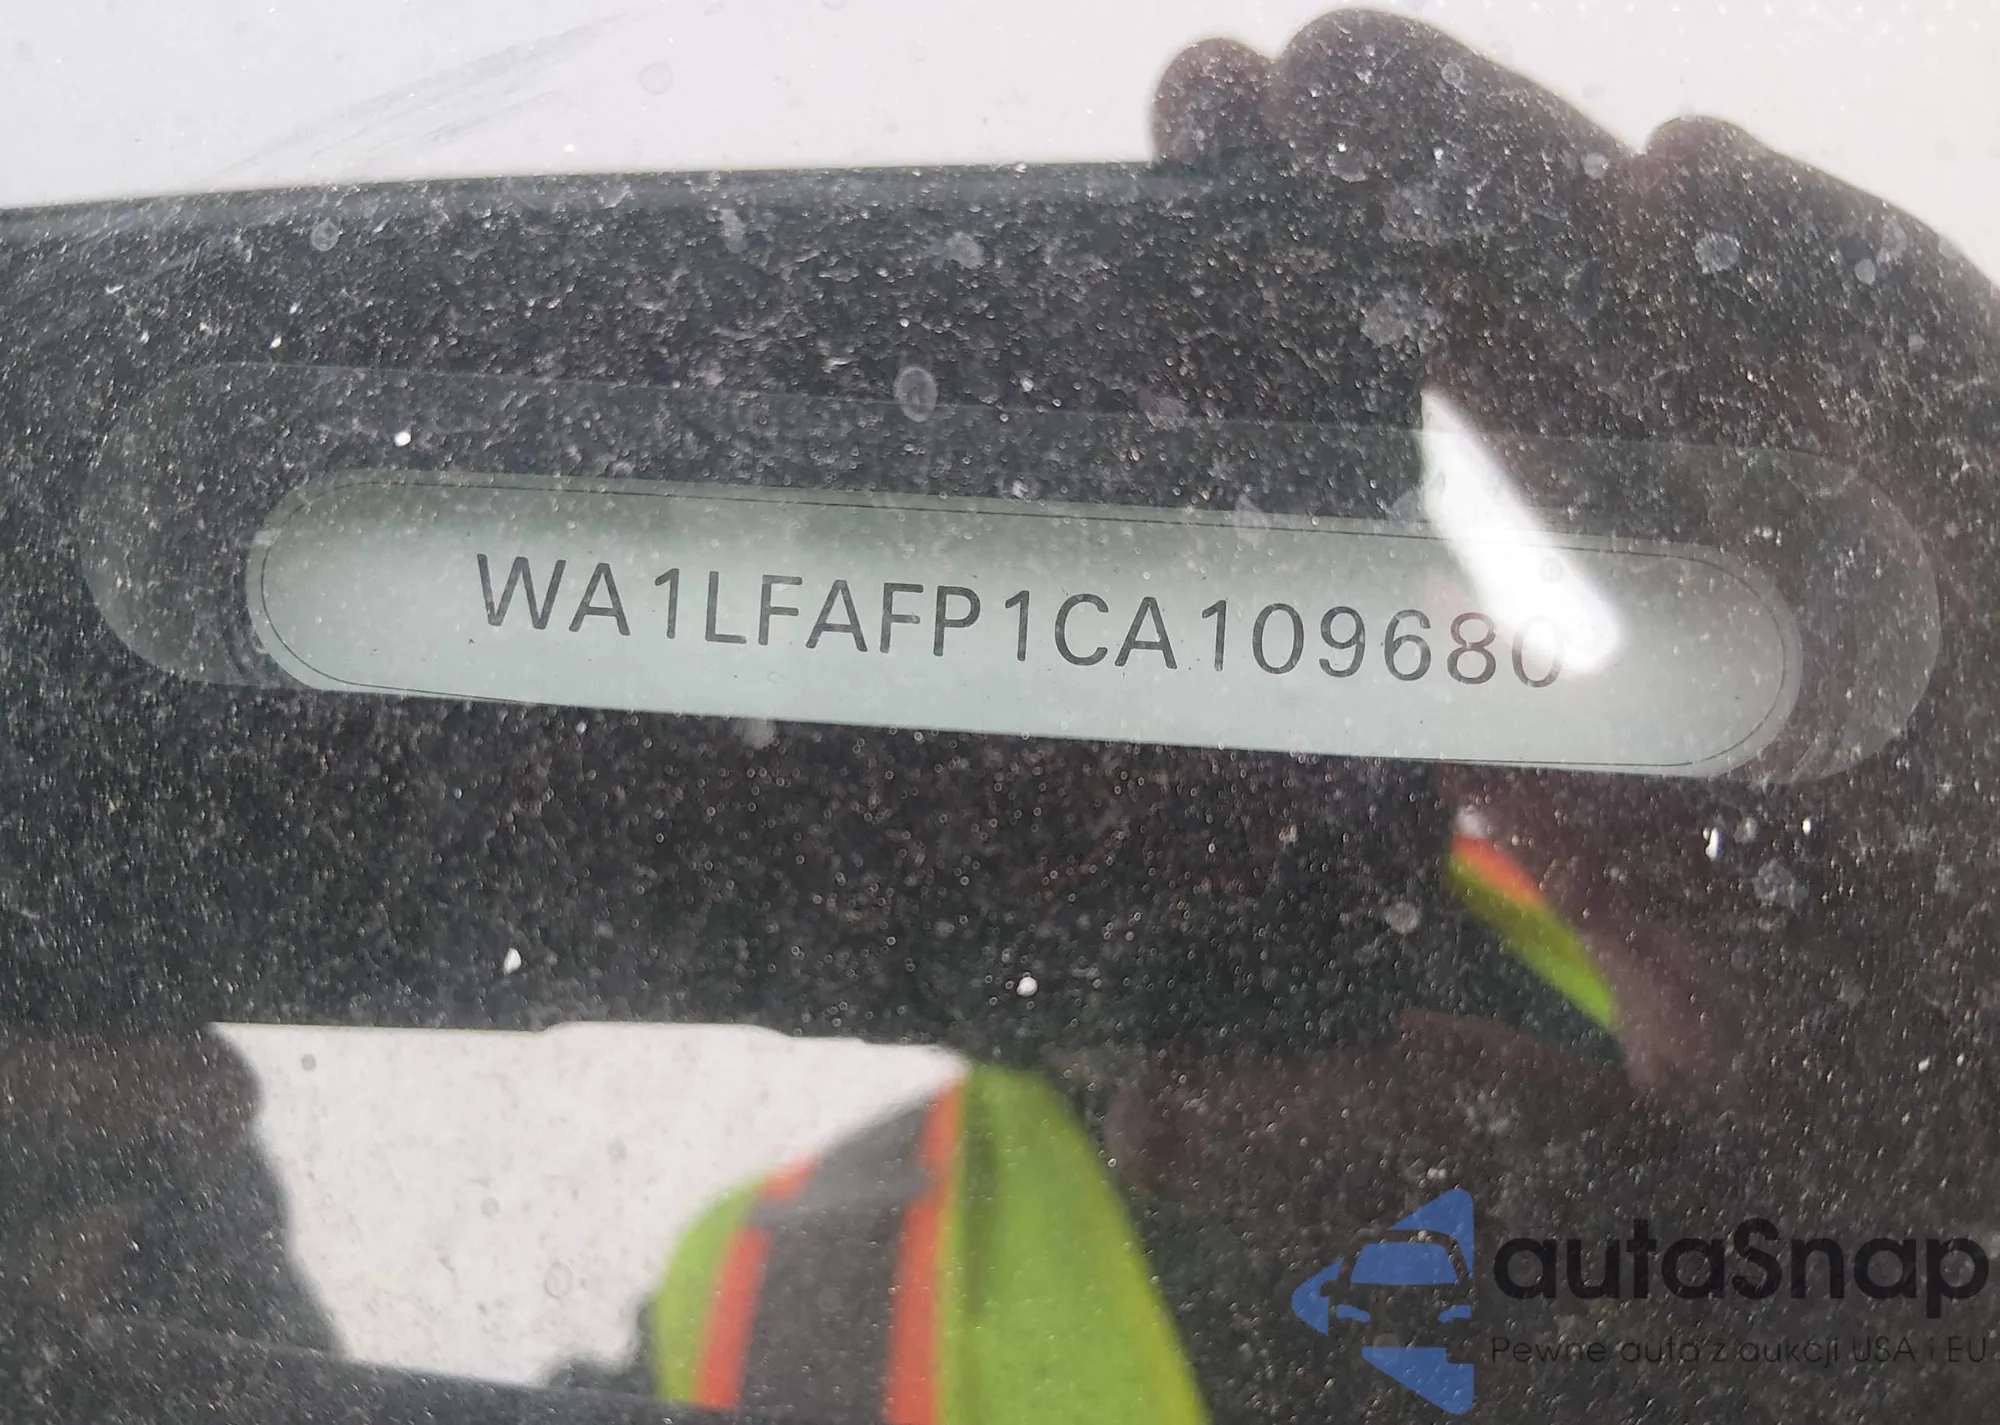 WA1LFAFP1CA109680
autaSnap
Pewne auta z aukcji USA i EU